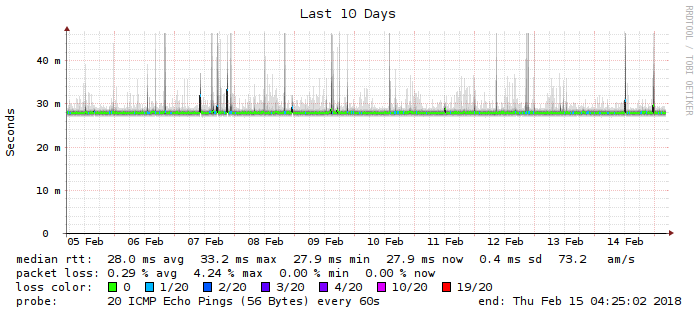 Last 10 Days
RRDTOOL / TOBI OETIKER
Seconds
40 m
30 m
20 m
10 m
0
05 Feb 06 Feb 07 Feb 08 Feb 09 Feb 10 Feb 11 Feb 12 Feb 13 Feb 14 Feb
median rtt: 28.0 ms avg 33.2 ms max 27.9 ms min 27.9 ms now 0.4 ms sd 73.2 am/s
packet loss: 0.29 % avg 4.24 % max 0.00 % min 0.00 % now
loss color: 0 1/20 2/20 3/20 4/20 10/20 19/20
probe: 20 ICMP Echo Pings (56 Bytes) every 60s end: Thu Feb 15 04:25:02 2018